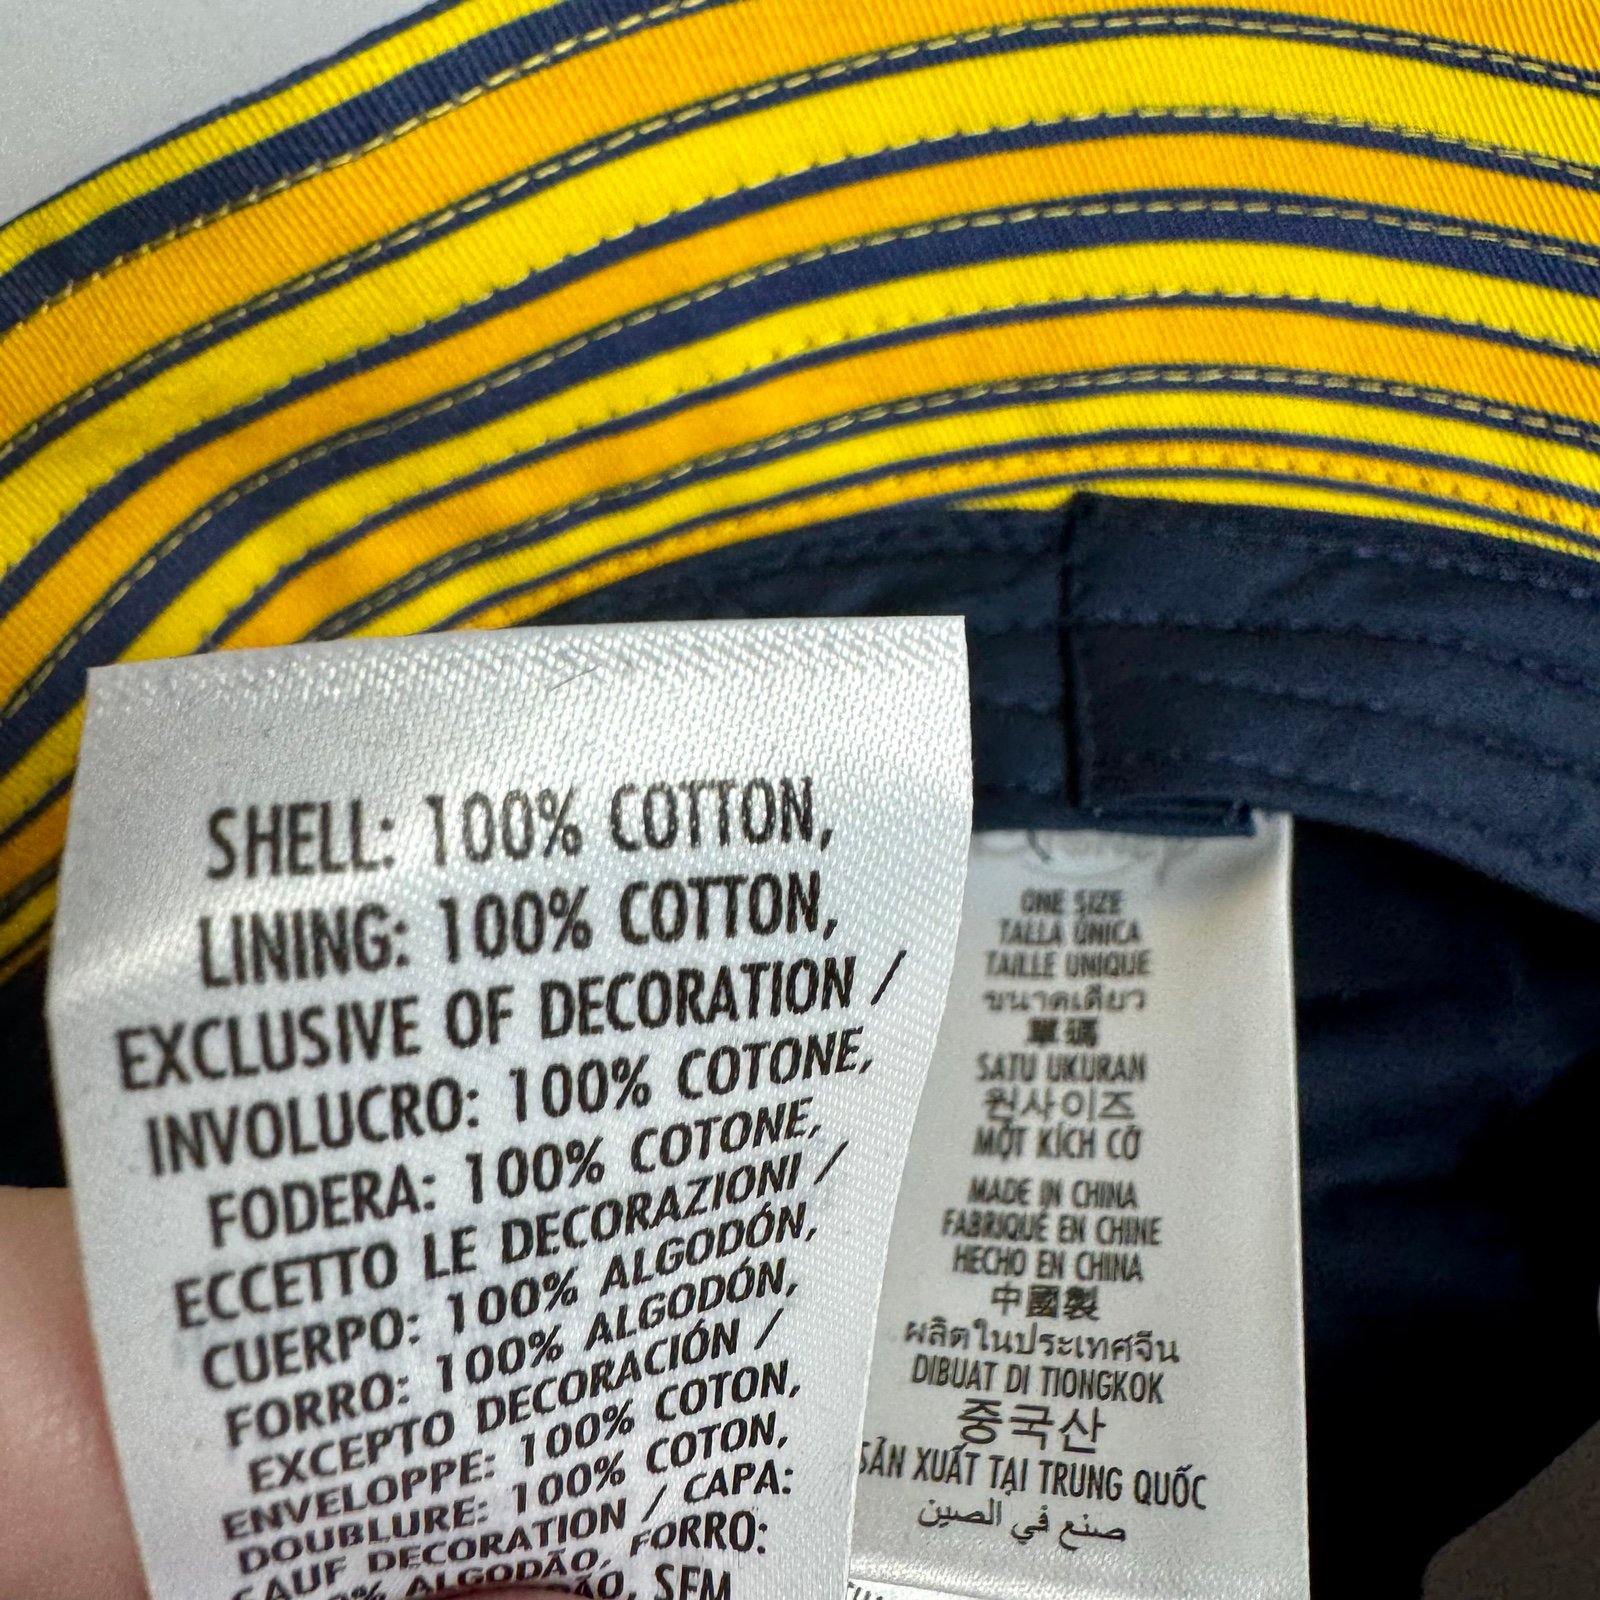 SHELL: 100% COTTON,
LINING: 100% COTTON,
EXCLUSIVE OF DECORATION /
INVOLUCRO: 100% COTONE,
FODERA: 100% COTONE,
ECCETTO LE DECORAZIONI /
CUERPO: 100% ALGODÓN,
FORRO: 100% ALGODÓN,
EXCEPTO DECORACIÓN /
ENVELOPPE: 100% COTON,
DOUBLURE: 100% COTON,
SAUF DECORATION / CAPA:
ALGODÃO, FORRO:
SEM
ONE SIZE
TALLA ÚNICA
TAILLE UNIQUE
ขนาดเดียว
單碼
SATU UKURAN
원사이즈
MỘT KÍCH CỠ
MADE IN CHINA
FABRIQUÉ EN CHINE
HECHO EN CHINA
中國製
ผลิตในประเทศจีน
DIBUAT DI TIONGKOK
중국산
SẢN XUẤT TẠI TRUNG QUỐC
صنع في الصين